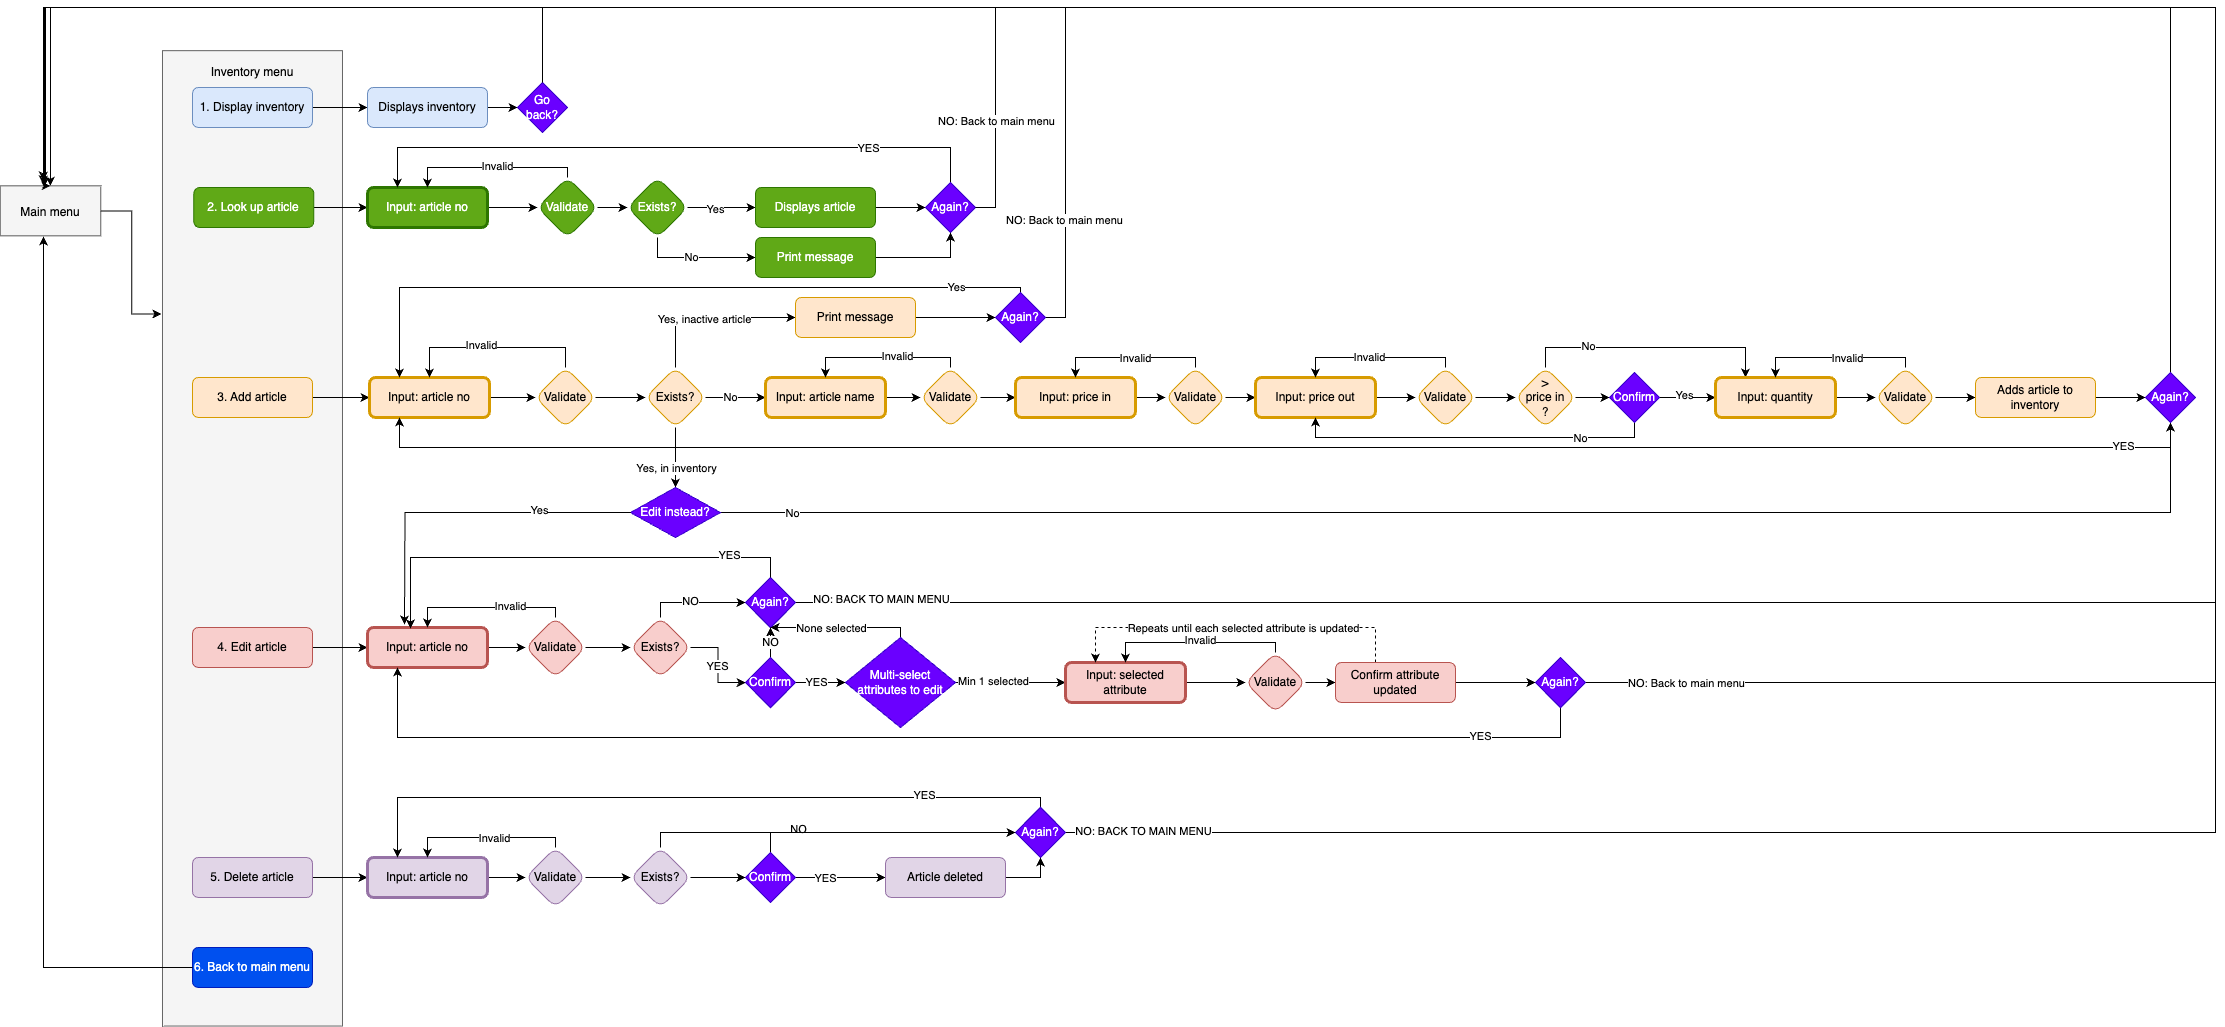 Inventory menu
1. Display inventory
Displays inventory
Go
back?
NO: Back to main menu
YES
Invalid
Main menu
2. Look up article
Input: article no
Validate
Exists?
Yes
Displays article
Again?
NO: Back to main menu
No
Print message
Yes
Yes, inactive article
Print message
Again?
Invalid
Invalid
Invalid
Invalid
No
Invalid
3. Add article
Input: article no
Validate
Exists?
No
Input: article name
Validate
Input: price in
Validate
Input: price out
Validate
>
price in
?
Confirm
Yes
Input: quantity
Validate
Adds article to
inventory
Again?
No
YES
Yes, in inventory
Yes
Edit instead?
No
YES
Invalid
NO
Again?
NO: BACK TO MAIN MENU
None selected
Repeats until each selected attribute is updated
Invalid
NO
4. Edit article
Input: article no
Validate
Exists?
YES
Confirm
YES
Multi-select
attributes to edit
Min 1 selected
Input: selected
attribute
Validate
Confirm attribute
updated
Again?
NO: Back to main menu
YES
YES
Invalid
NO
Again?
NO: BACK TO MAIN MENU
5. Delete article
Input: article no
Validate
Exists?
Confirm
YES
Article deleted
6. Back to main menu